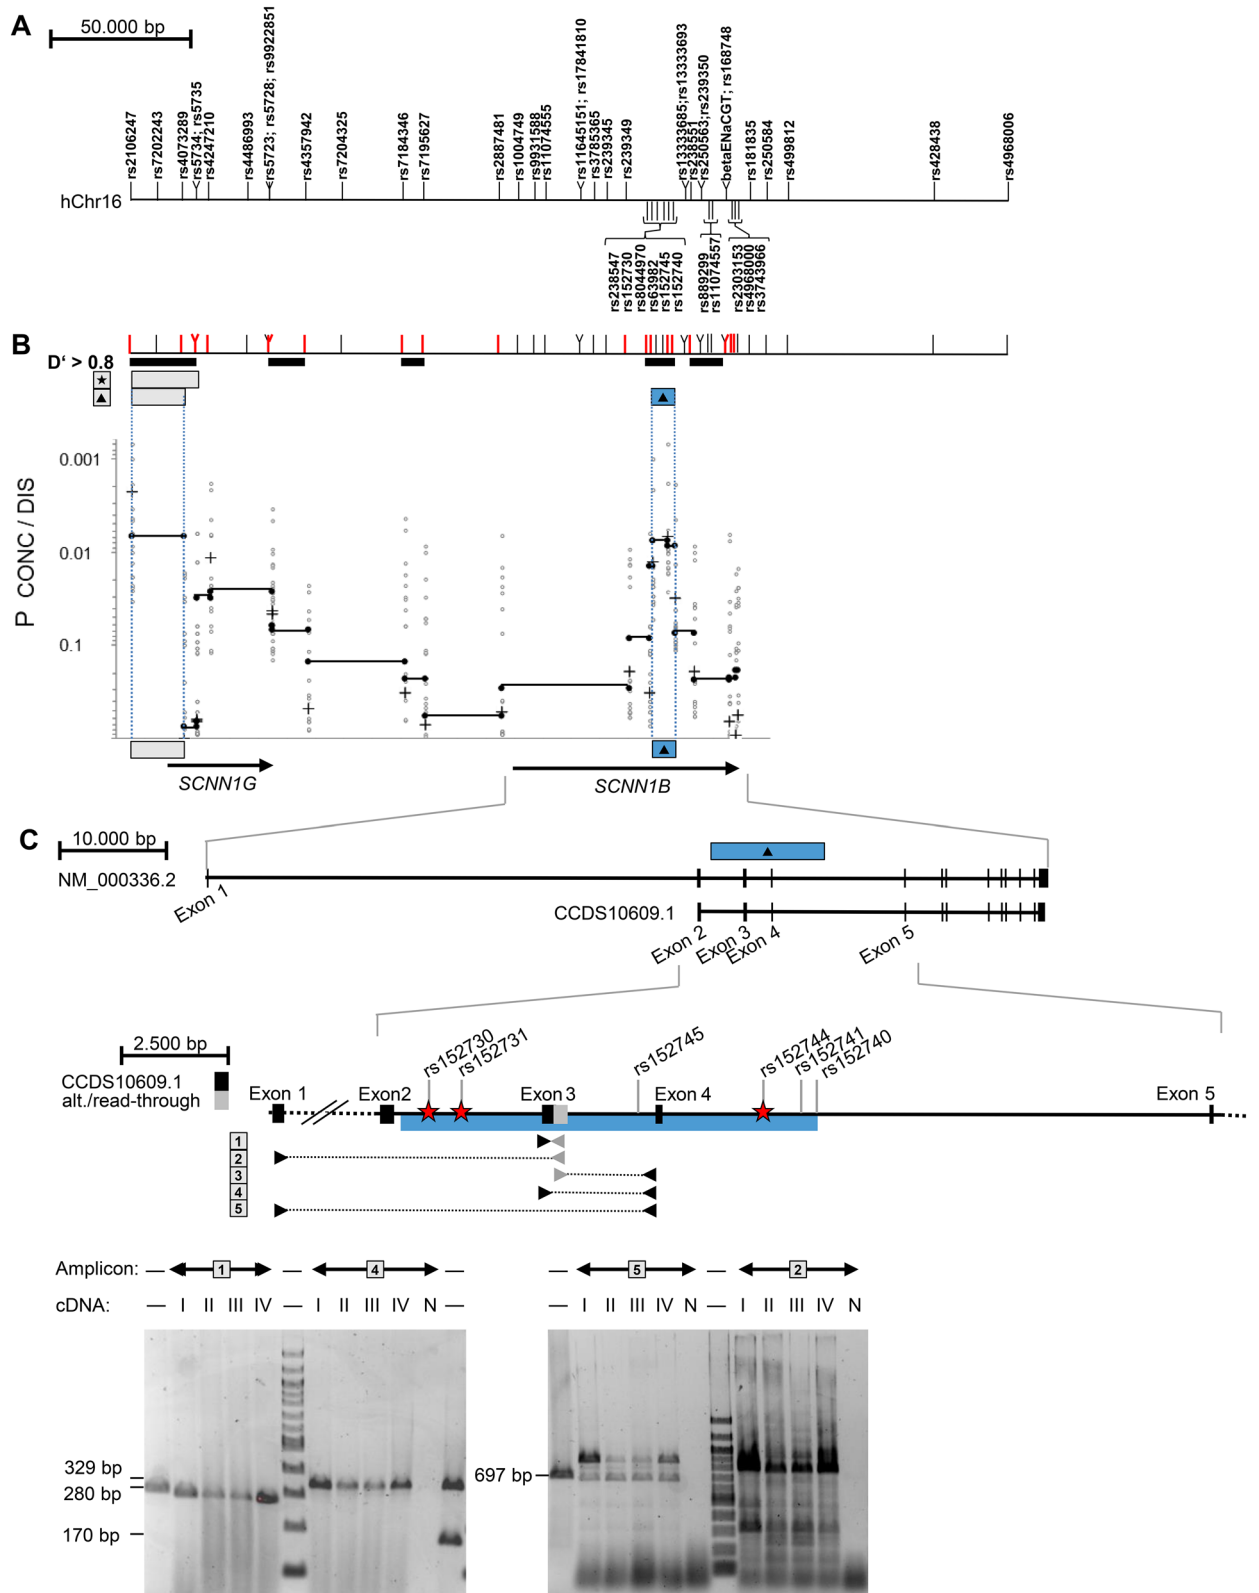 A
50.000 bp
rs2106247
rs7202243
rs4073289
rs5734; rs5735
rs4247210
rs4486993
rs5723; rs5728; rs9922851
rs4357942
rs7204325
rs7184346
rs7195627
rs2887481
rs1004749
rs9931588
rs11074555
rs11645151; rs17841810
rs3785365
rs239345
rs239349
rs13333685;rs13333693
rs238551
rs250563;rs239350
betaENaCGT; rs168748
rs181835
rs250584
rs499812
rs428438
rs4968006
hChr16
rs238547
rs152730
rs8044970
rs63982
rs152745
rs152740
rs889299
rs11074557
rs2303153
rs4968000
rs3743966
B
D‘ > 0.8
★
▲
▲
0.001
0.01
0.1
P CONC / DIS
▲
SCNN1G
SCNN1B
C
10.000 bp
▲
NM_000336.2
Exon 1
CCDS10609.1
Exon 2
Exon 3
Exon 4
Exon 5
2.500 bp
rs152730
rs152731
rs152745
rs152744
rs152741
rs152740
CCDS10609.1
alt./read-through
Exon 1
Exon2
Exon 3
Exon 4
Exon 5
1
2
3
4
5
Amplicon: — 1 — 4 — 5 — 2
cDNA: — I II III IV — I II III IV N — — I II III IV N — I II III IV N
329 bp
280 bp
170 bp
697 bp